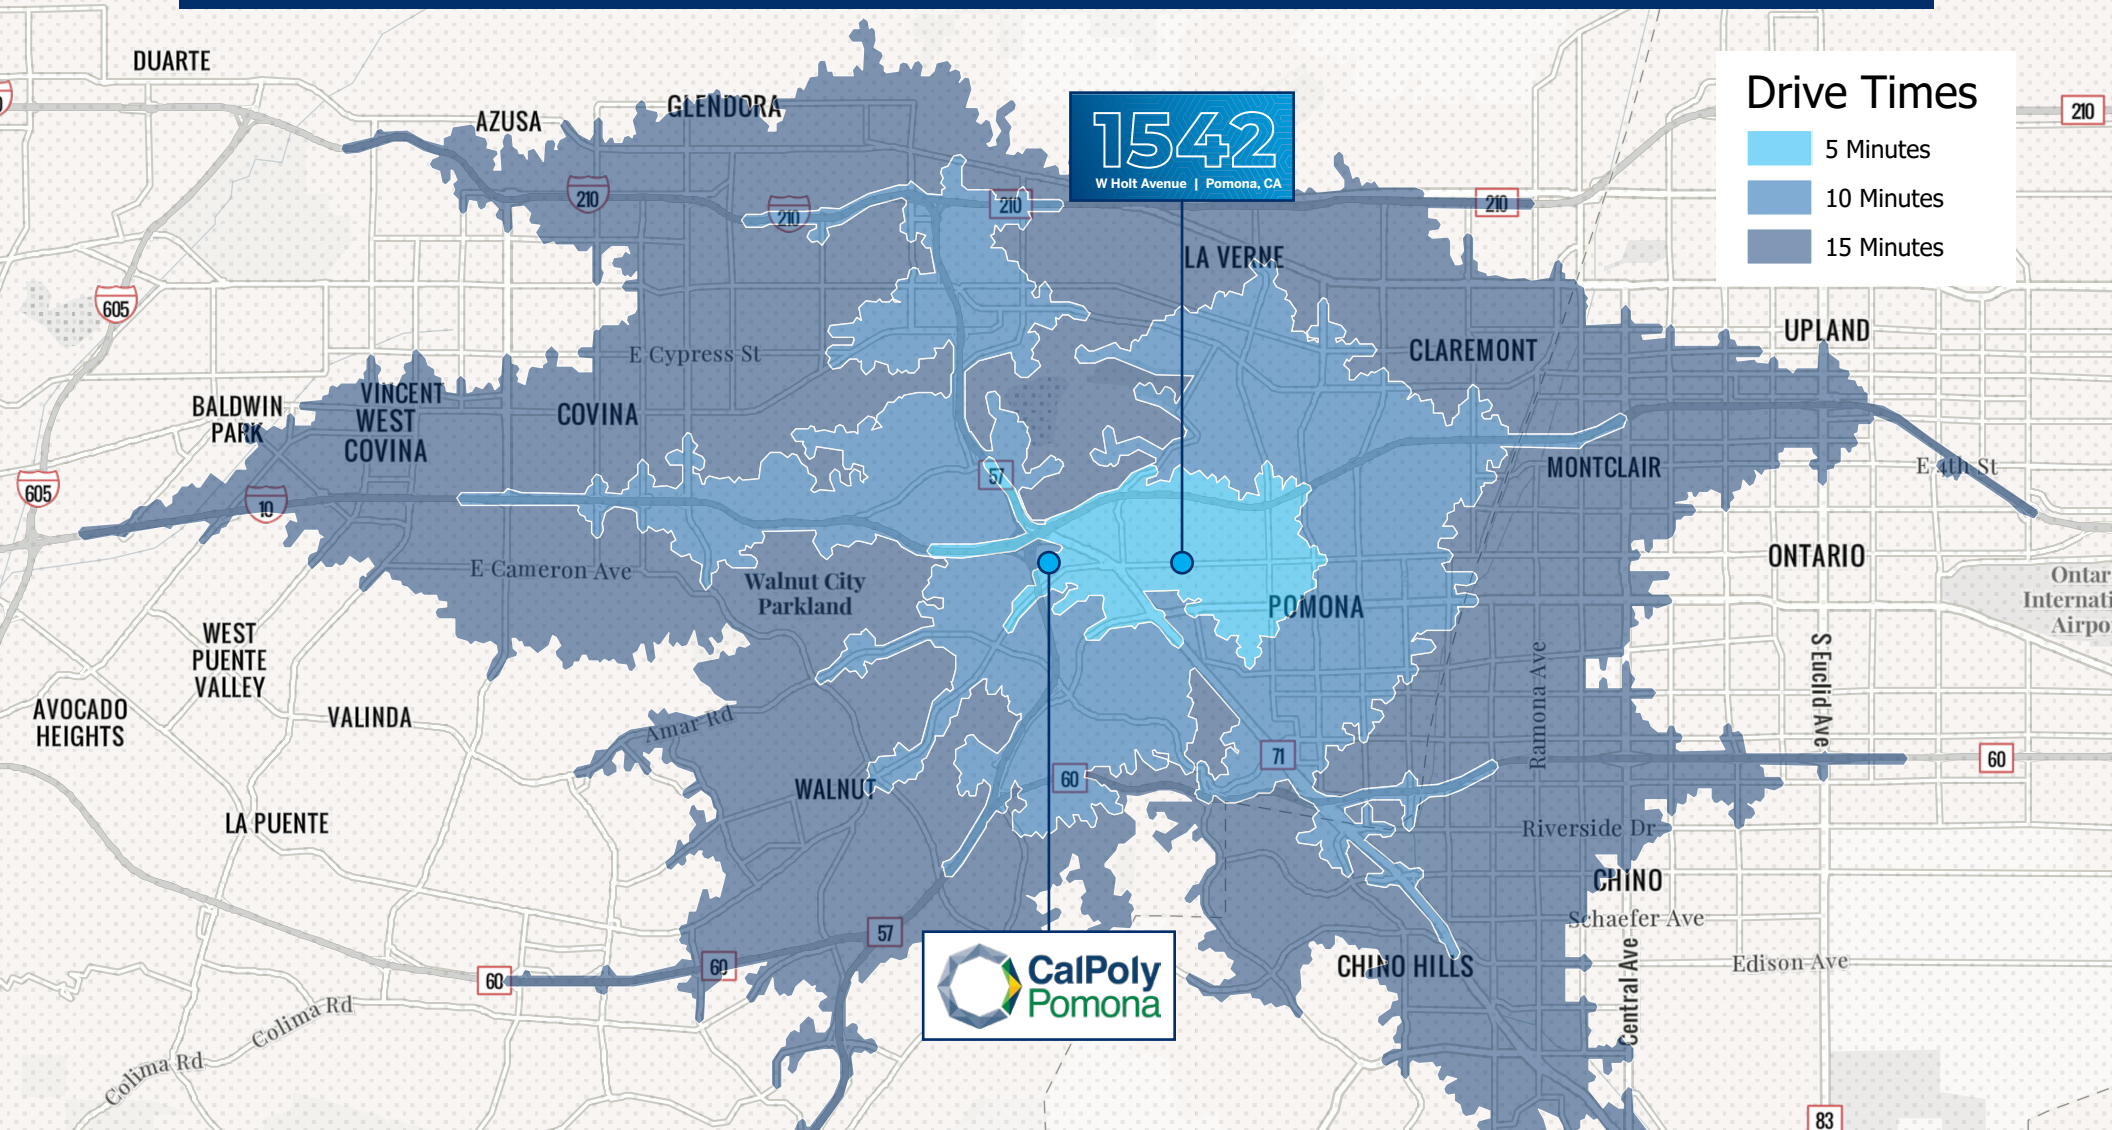 DUARTE
AZUSA
GLENDORA
1542
W Holt Avenue | Pomona, CA
Drive Times
5 Minutes
10 Minutes
15 Minutes
210
210
210
210
210
LA VERNE
605
E Cypress St
CLAREMONT
UPLAND
BALDWIN
PARK
VINCENT
WEST
COVINA
COVINA
57
MONTCLAIR
E 4th St
605
10
E Cameron Ave
Walnut City
Parkland
POMONA
ONTARIO
Ontar
Internati
Airpo
WEST
PUENTE
VALLEY
AVOCADO
HEIGHTS
VALINDA
Amar Rd
Ramona Ave
S Euclid Ave
71
60
60
WALNUT
LA PUENTE
Riverside Dr
CHINO
Schaefer Ave
57
60
60
CalPoly
Pomona
CHINO HILLS
Central Ave
Edison Ave
Colima Rd
Colima Rd
83